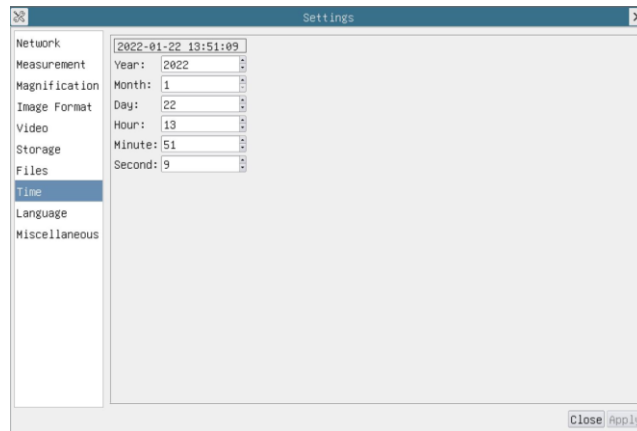 Settings
Network
Measurement
Magnification
Image Format
Video
Storage
Files
Time
Language
Miscellaneous
2022-01-22 13:51:09
Year: 2022
Month: 1
Day: 22
Hour: 13
Minute: 51
Second: 9
Close